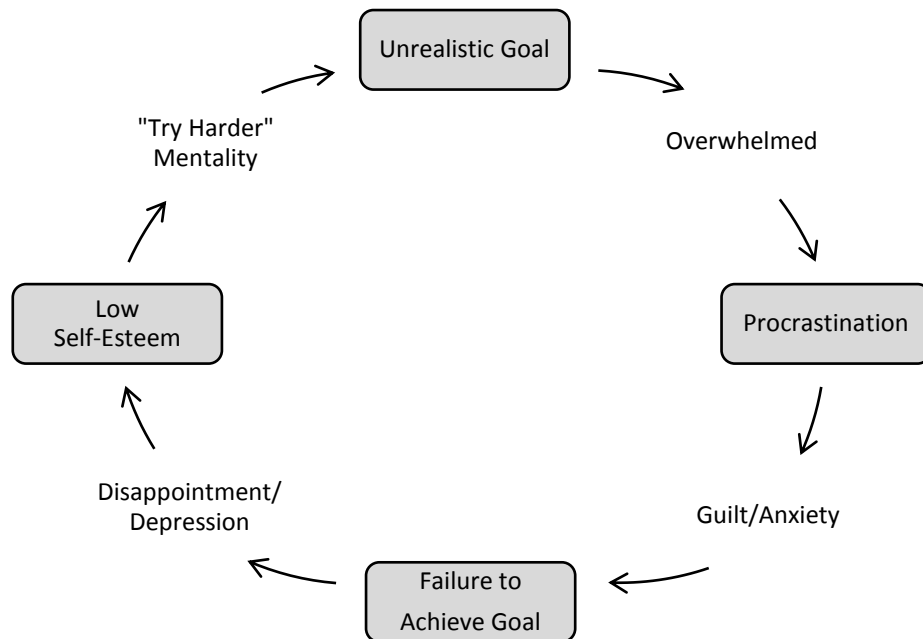 Unrealistic Goal
Overwhelmed
Procrastination
Guilt/Anxiety
Failure to
Achieve Goal
Disappointment/
Depression
Low
Self-Esteem
"Try Harder"
Mentality